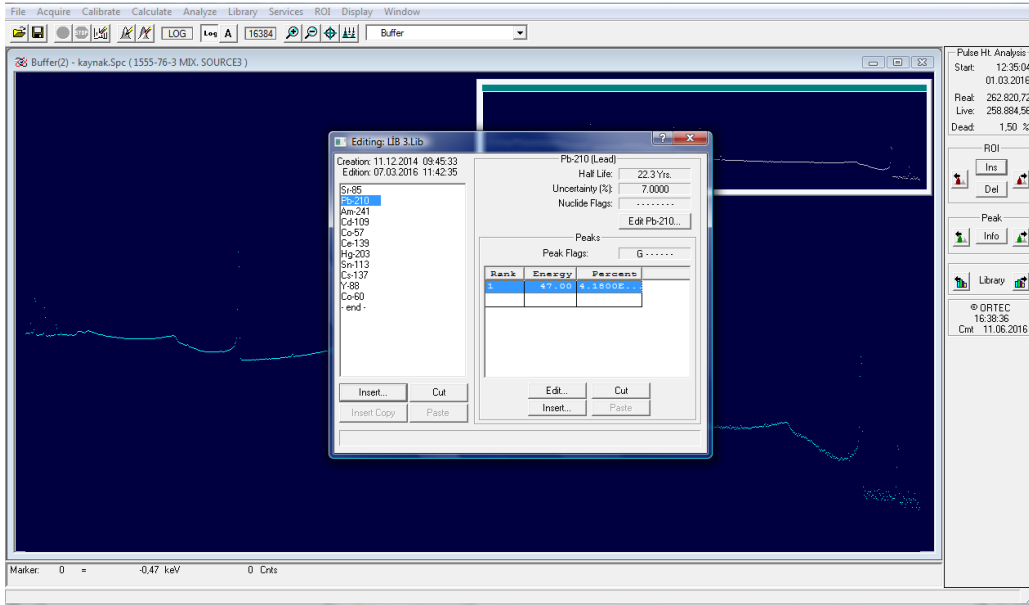 File Acquire Calibrate Calculate Analyze Library Services ROI Display Window
LOG Log A 16384 Buffer
Buffer(2) - kaynak.Spc ( 1555-76-3 MIX. SOURCE3 )
Editing: LİB 3.Lib
Creation: 11.12.2014 09:45:33
Edition: 07.03.2016 11:42:35
Sr-85
Pb-210
Am-241
Cd-109
Co-57
Ce-139
Hg-203
Sn-113
Cs-137
Y-88
Co-60
- end -
Insert... Cut
Insert Copy Paste
Pb-210 (Lead)
Half Life: 22.3 Yrs.
Uncertainty (%): 7.0000
Nuclide Flags: - - - - - - - -
Edit Pb-210...
Peaks
Peak Flags: G - - - - - -
Rank Energy Percent
1 47.00 4.1800E...
Edit... Cut
Insert... Paste
Pulse Ht. Analysis
Start: 12:35:04
01.03.2016
Real: 262.820,72
Live: 258.884,56
Dead: 1,50 %
ROI
Ins
Del
Peak
Info
Library
© ORTEC
16:38:36
Cmt 11.06.2016
Marker: 0 = -0,47 keV 0 Cnts